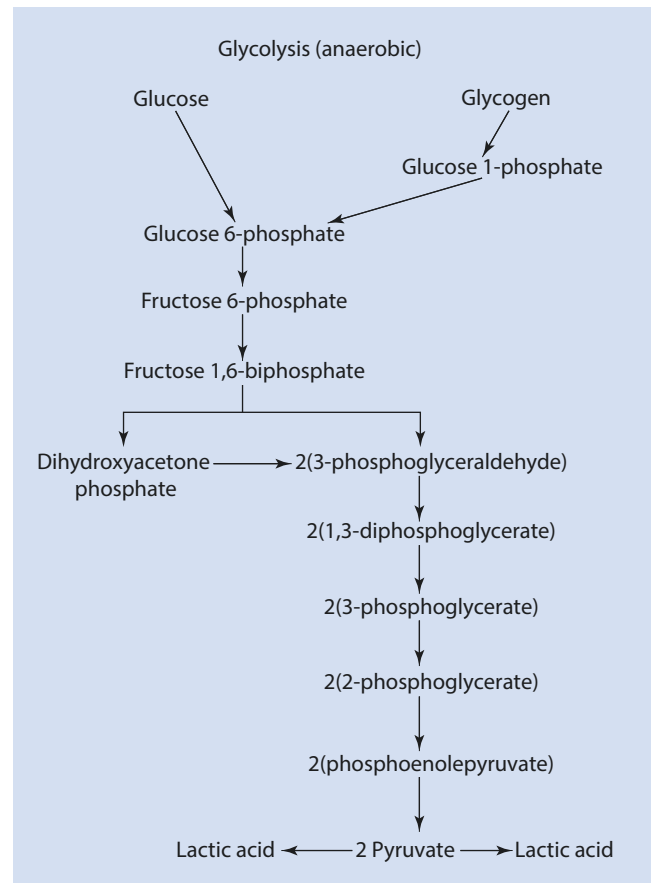 Glycolysis (anaerobic)
Glucose
Glycogen
Glucose 1-phosphate
Glucose 6-phosphate
Fructose 6-phosphate
Fructose 1,6-biphosphate
Dihydroxyacetone
phosphate
2(3-phosphoglyceraldehyde)
2(1,3-diphosphoglycerate)
2(3-phosphoglycerate)
2(2-phosphoglycerate)
2(phosphoenolepyruvate)
Lactic acid
2 Pyruvate
Lactic acid